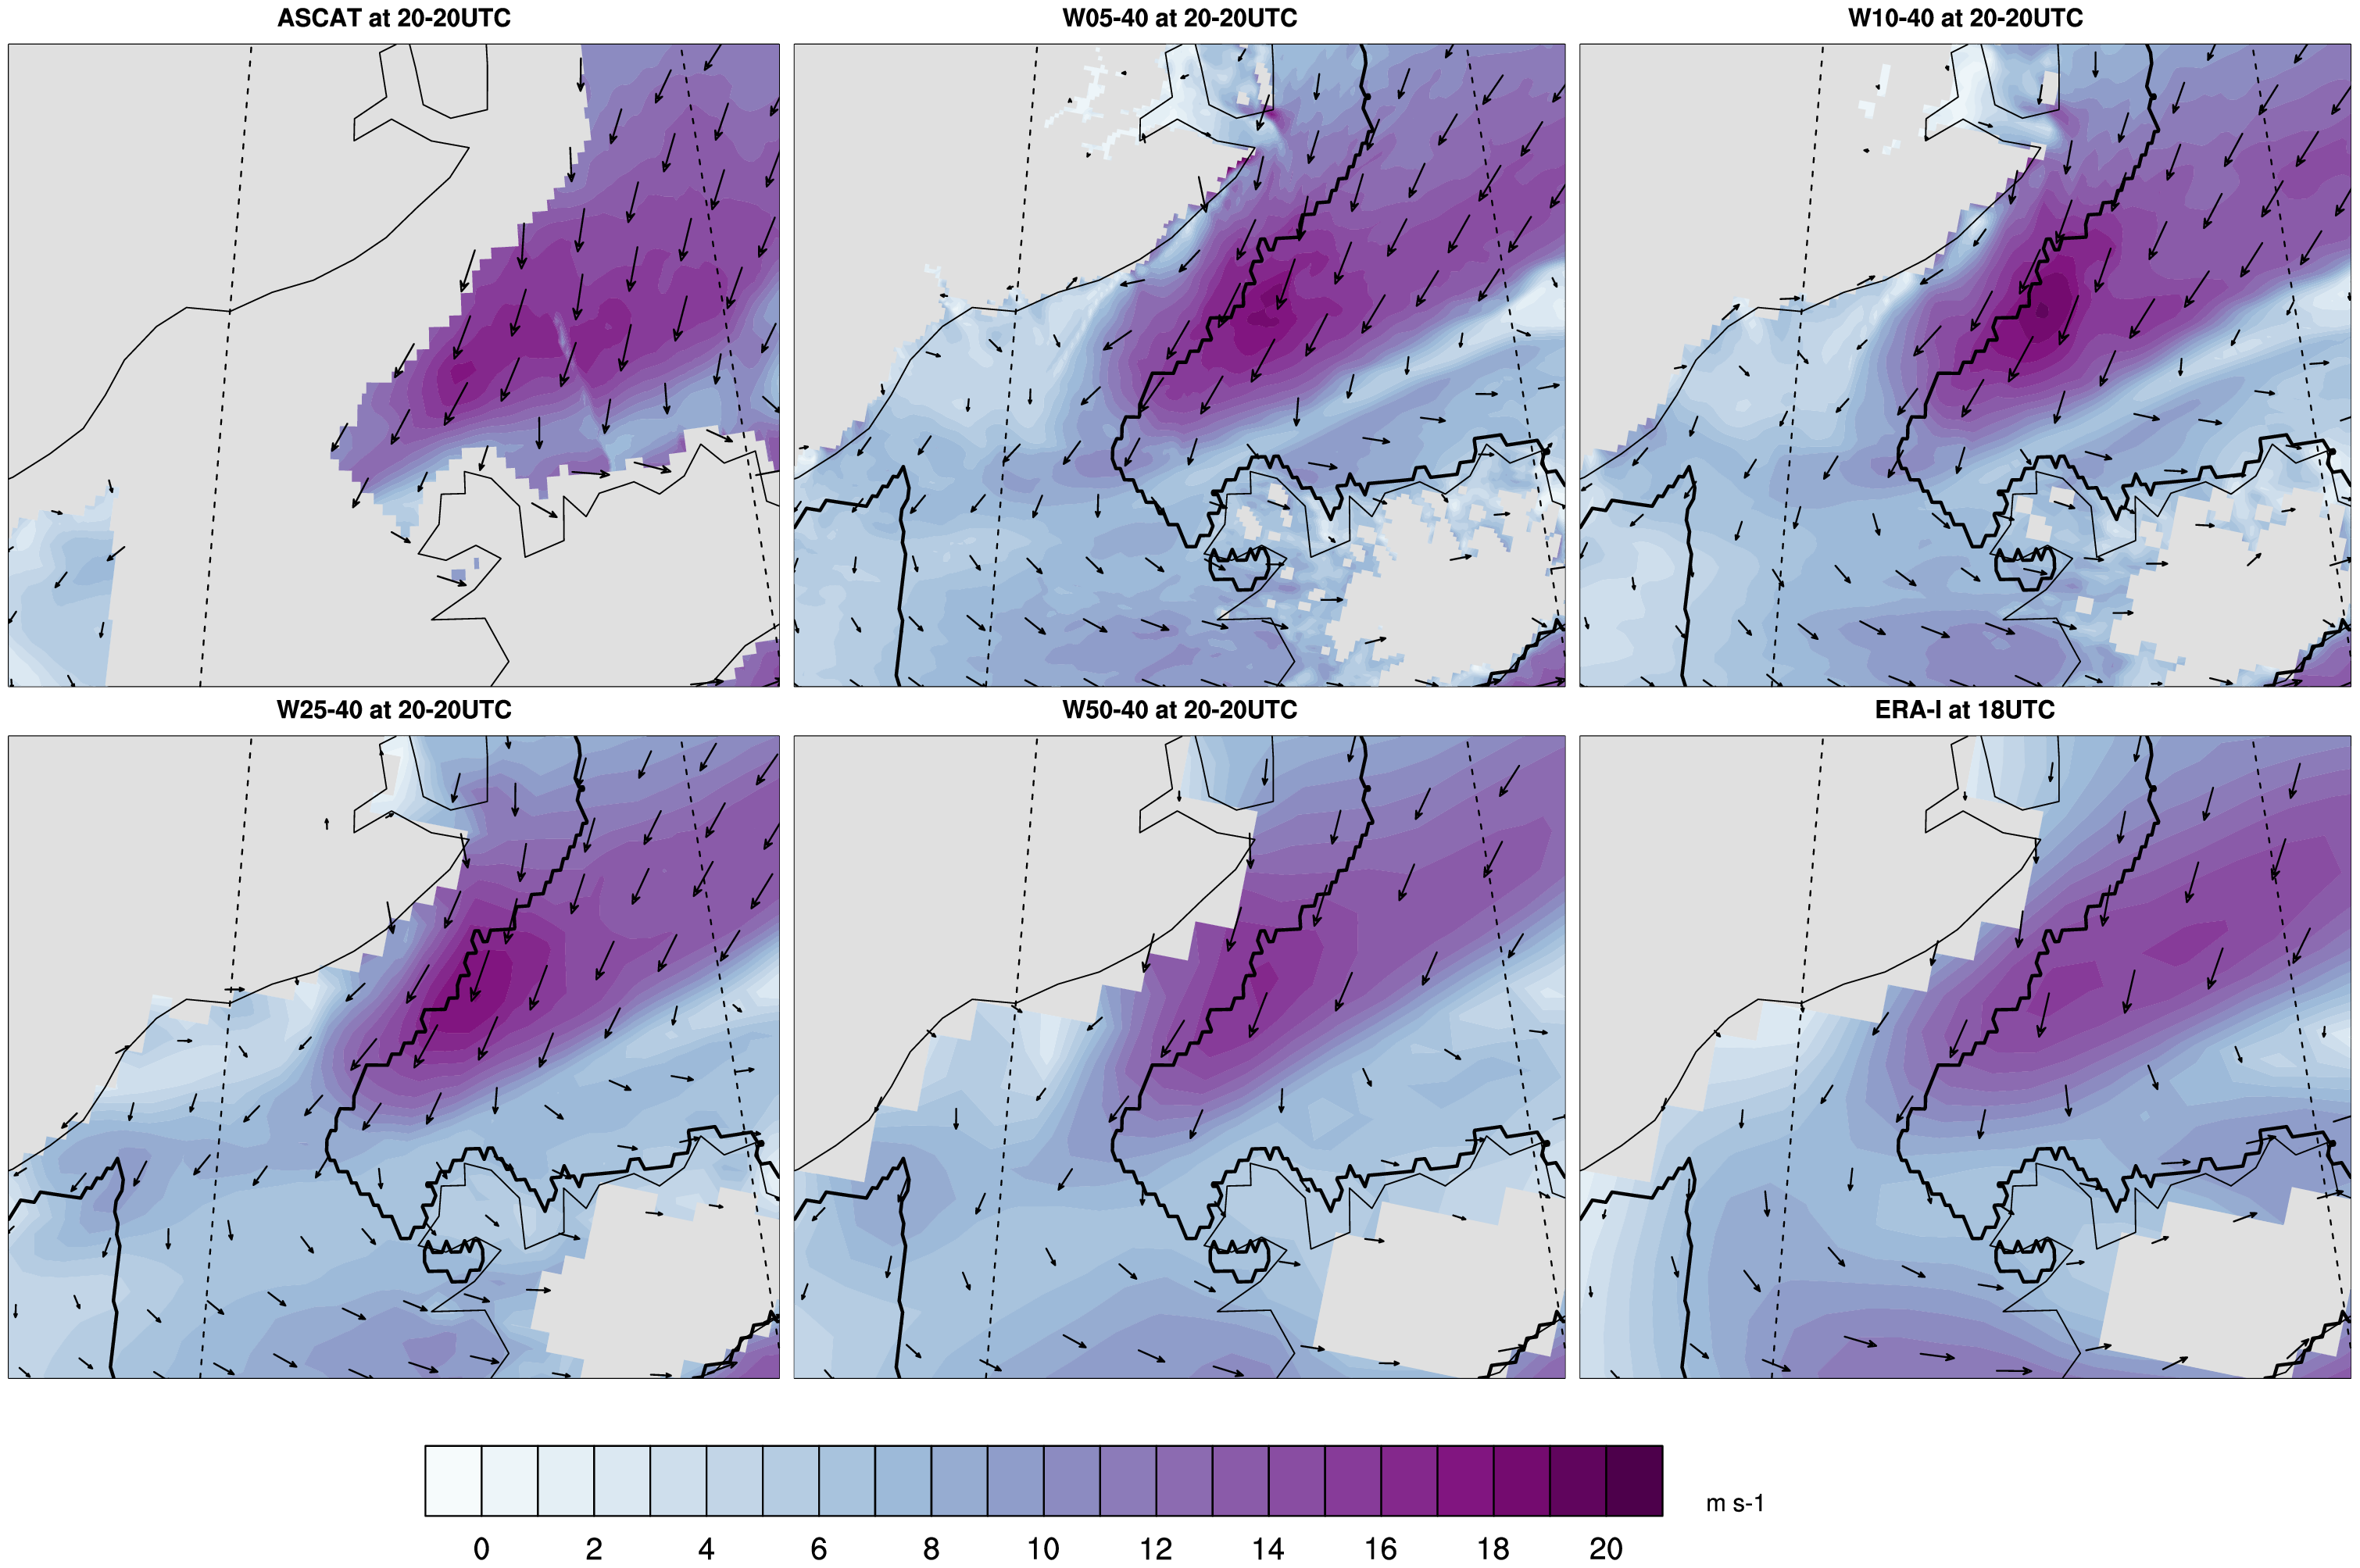 ASCAT at 20-20UTC
W05-40 at 20-20UTC
W10-40 at 20-20UTC
W25-40 at 20-20UTC
W50-40 at 20-20UTC
ERA-I at 18UTC
m s-1
0 2 4 6 8 10 12 14 16 18 20